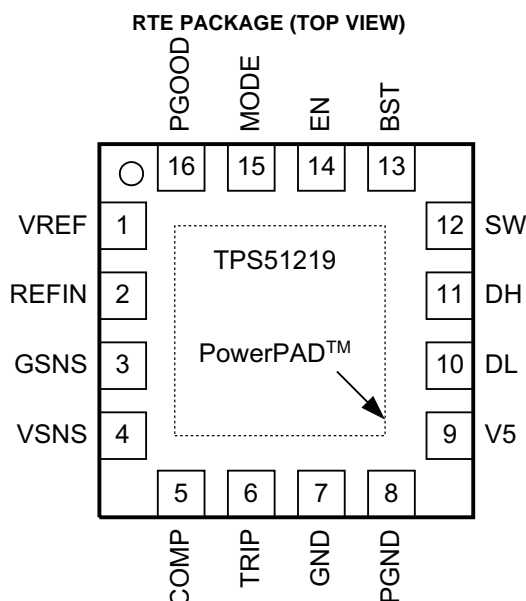 RTE PACKAGE (TOP VIEW)
PGOOD
MODE
EN
BST
16
15
14
13
VREF 1
12 SW
TPS51219
REFIN 2
11 DH
GSNS 3
PowerPAD™
10 DL
VSNS 4
9 V5
5
6
7
8
COMP
TRIP
GND
PGND